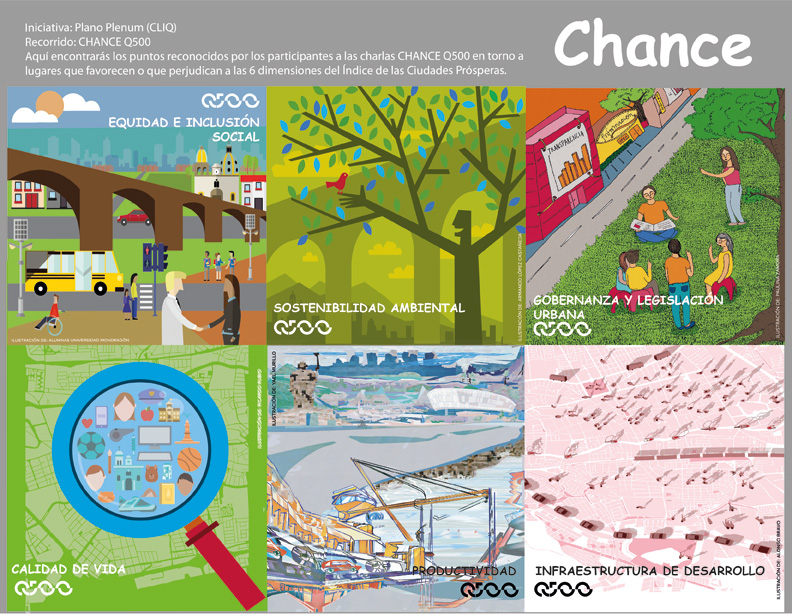 Iniciativa: Plano Plenum (CLIQ)
Recorrido: CHANCE Q500
Aquí encontrarás los puntos reconocidos por los participantes a las charlas CHANCE Q500 en torno a
lugares que favorecen o que perjudican a las 6 dimensiones del Índice de las Ciudades Prósperas.
Chance
Q500
EQUIDAD E INCLUSIÓN
SOCIAL
ILUSTRACIÓN DE: ALUMNAS UNIVERSIDAD
SOSTENIBILIDAD AMBIENTAL
Q500
ILUSTRACIÓN DE: ARMANDO LÓPEZ CASTAÑEDA
TRANSPARENCIA
GOBERNANZA Y LEGISLACIÓN
URBANA
Q500
ILUSTRACIÓN DE: PAULINA
CALIDAD DE VIDA
Q500
ILUSTRACIÓN DE:
ILUSTRACIÓN DE: YAEL MURILLO
PRODUCTIVIDAD
Q500
INFRAESTRUCTURA DE DESARROLLO
Q500
ILUSTRACIÓN DE: ALONSO BRAVO